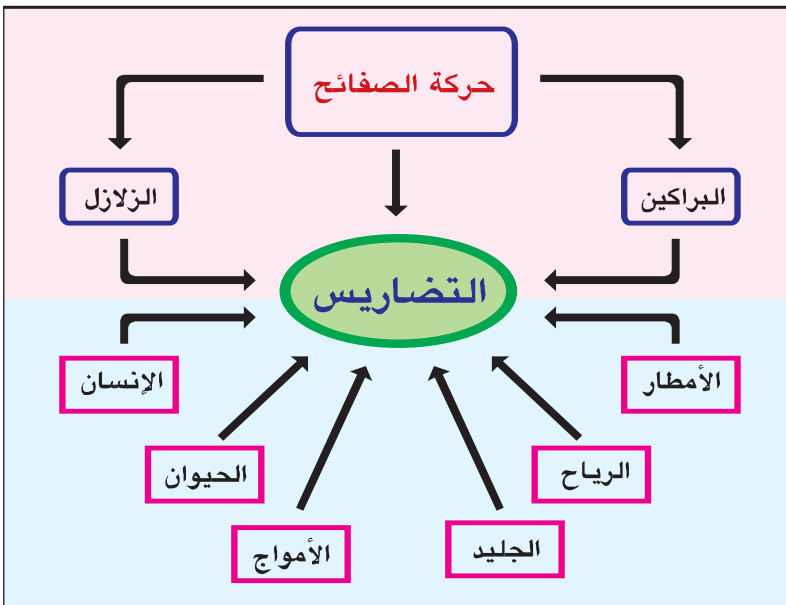 حركة الصفائح
البراكين
الزلازل
التضاريس
الأمطار
الإنسان
الرياح
الحيوان
الجليد
الأمواج